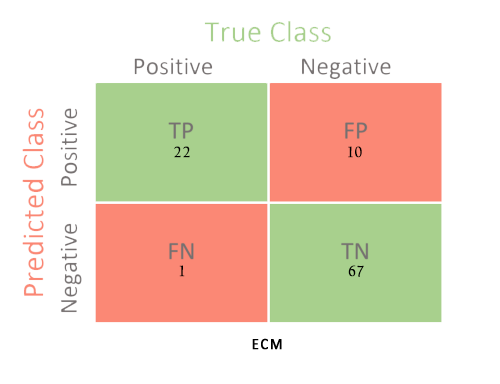 True Class
Positive Negative
Predicted Class
Positive
TP
22
FP
10
Negative
FN
1
TN
67
ECM